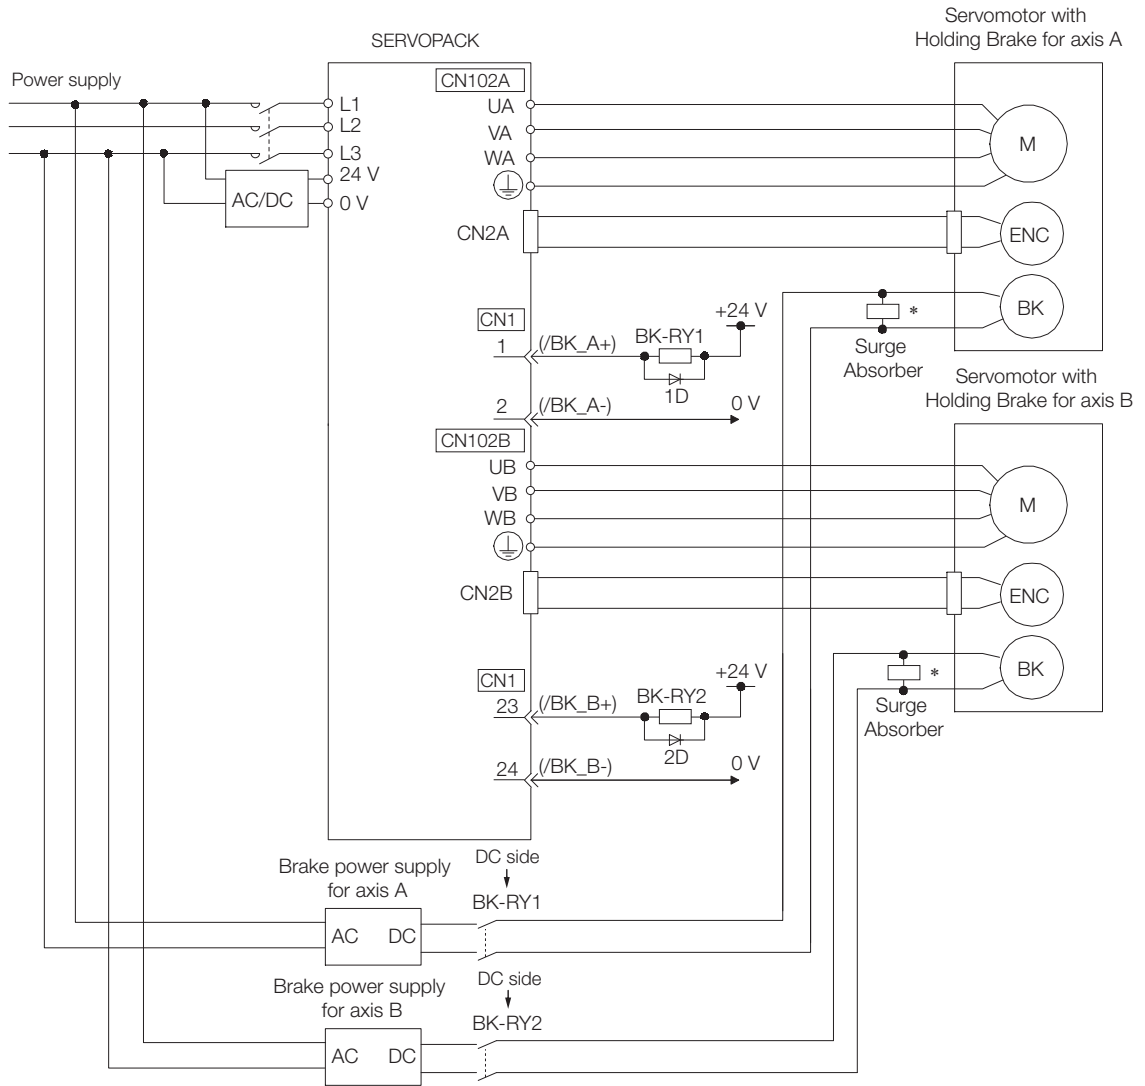 Servomotor with
Holding Brake for axis A
SERVOPACK
Power supply
CN102A
L1
UA
L2
VA
L3
WA
M
24 V
AC/DC
0 V
CN2A
ENC
CN1
+24 V
BK
*
1
(/BK_A+)
BK-RY1
Surge
Absorber
1D
2
(/BK_A-)
0 V
Servomotor with
Holding Brake for axis B
CN102B
UB
VB
WB
M
CN2B
ENC
CN1
+24 V
BK
*
23
(/BK_B+)
BK-RY2
Surge
Absorber
2D
24
(/BK_B-)
0 V
Brake power supply
for axis A
DC side
BK-RY1
AC DC
Brake power supply
for axis B
DC side
BK-RY2
AC DC